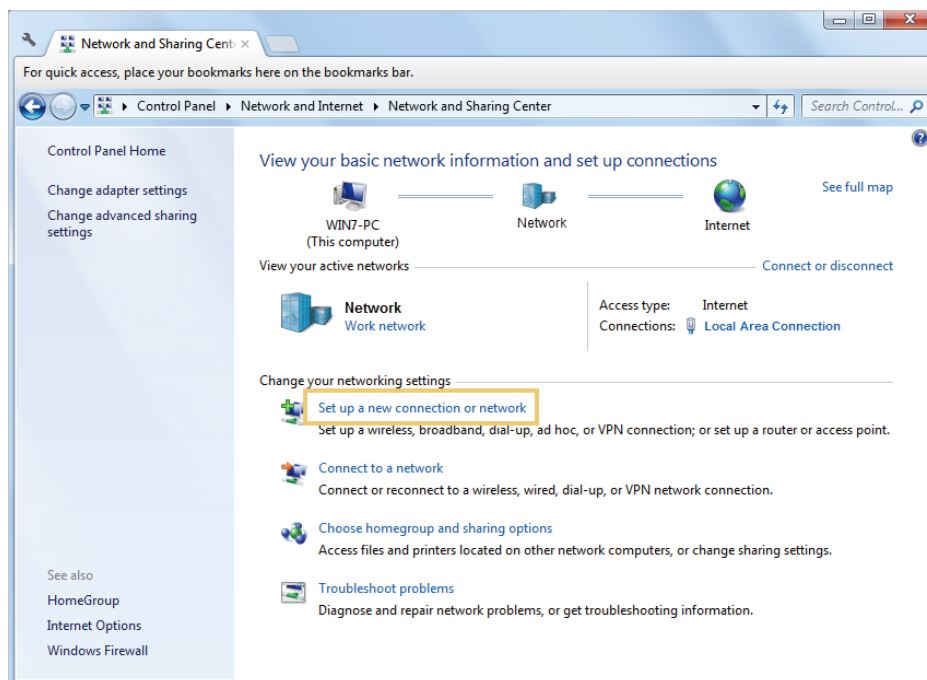 Network and Sharing Cent
For quick access, place your bookmarks here on the bookmarks bar.
Control Panel Network and Internet Network and Sharing Center
Search Control...
Control Panel Home
Change adapter settings
Change advanced sharing
settings
View your basic network information and set up connections
See full map
WIN7-PC
(This computer)
Network
Internet
View your active networks
Connect or disconnect
Network
Work network
Access type: Internet
Connections: Local Area Connection
Change your networking settings
Set up a new connection or network
Set up a wireless, broadband, dial-up, ad hoc, or VPN connection; or set up a router or access point.
Connect to a network
Connect or reconnect to a wireless, wired, dial-up, or VPN network connection.
Choose homegroup and sharing options
Access files and printers located on other network computers, or change sharing settings.
Troubleshoot problems
Diagnose and repair network problems, or get troubleshooting information.
See also
HomeGroup
Internet Options
Windows Firewall